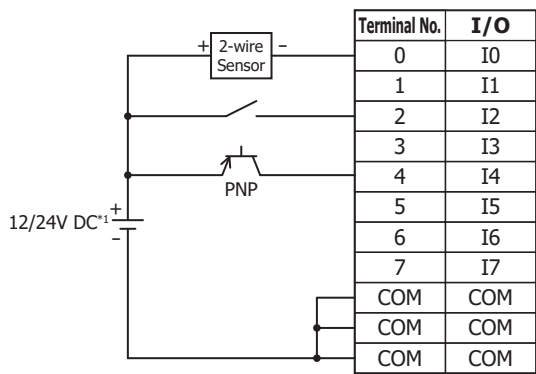 Terminal No. I/O
+ 2-wire Sensor –
0 I0
1 I1
2 I2
3 I3
4 I4
PNP
5 I5
+
12/24V DC*1
–
6 I6
7 I7
COM COM
COM COM
COM COM